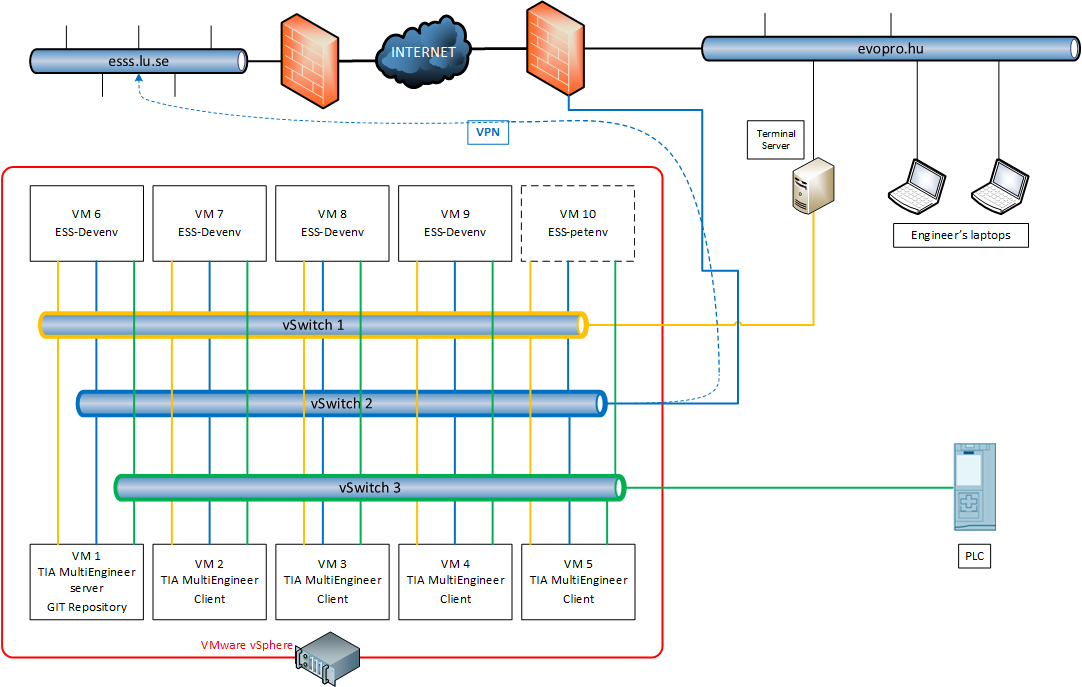 INTERNET
esss.lu.se
evopro.hu
VPN
Terminal
Server
Engineer's laptops
VM 6
ESS-Devenv
VM 7
ESS-Devenv
VM 8
ESS-Devenv
VM 9
ESS-Devenv
VM 10
ESS-petenv
vSwitch 1
vSwitch 2
vSwitch 3
PLC
VM 1
TIA MultiEngineer
server
GIT Repository
VM 2
TIA MultiEngineer
Client
VM 3
TIA MultiEngineer
Client
VM 4
TIA MultiEngineer
Client
VM 5
TIA MultiEngineer
Client
VMware vSphere